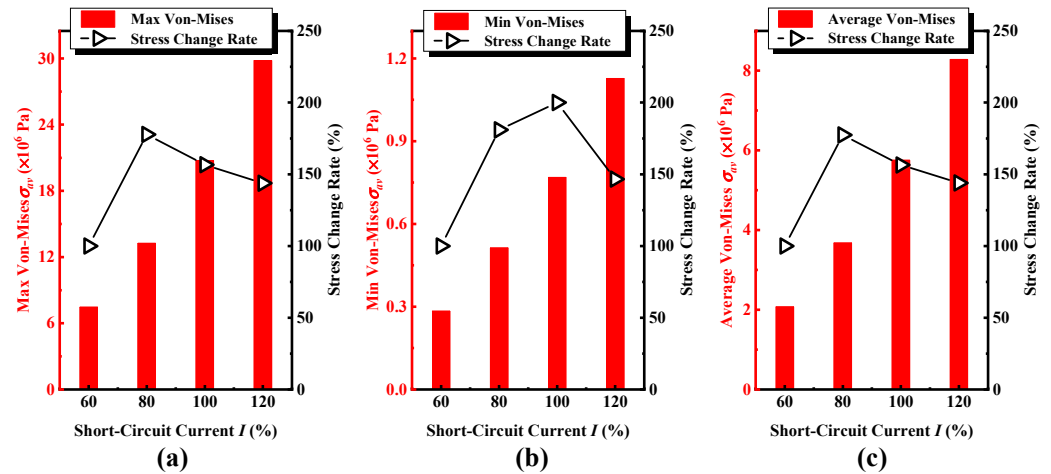 Max Von-Mises
Stress Change Rate
Max Von-Mises σav (×10⁶ Pa)
30
24
18
12
6
0
250
200
150
100
50
0
Stress Change Rate (%)
60 80 100 120
Short-Circuit Current I (%)
(a)
Min Von-Mises
Stress Change Rate
Min Von-Mises σav (×10⁶ Pa)
1.2
0.9
0.6
0.3
0.0
250
200
150
100
50
0
Stress Change Rate (%)
60 80 100 120
Short-Circuit Current I (%)
(b)
Average Von-Mises
Stress Change Rate
Average Von-Mises σav (×10⁶ Pa)
8
6
4
2
0
250
200
150
100
50
0
Stress Change Rate (%)
60 80 100 120
Short-Circuit Current I (%)
(c)